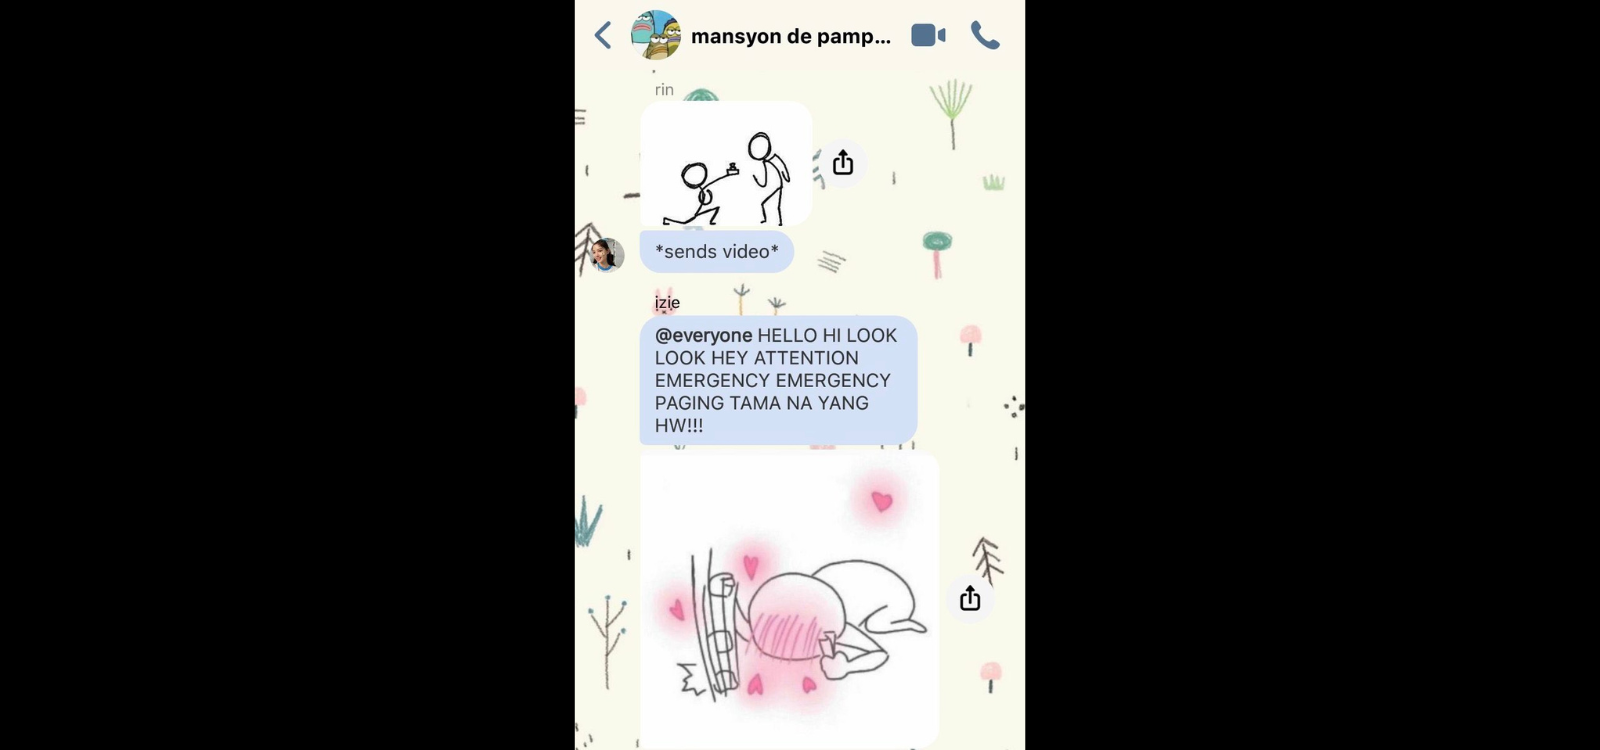 mansyon de pamp...
rin
*sends video*
izie
@everyone HELLO HI LOOK
LOOK HEY ATTENTION
EMERGENCY EMERGENCY
PAGING TAMA NA YANG
HW!!!